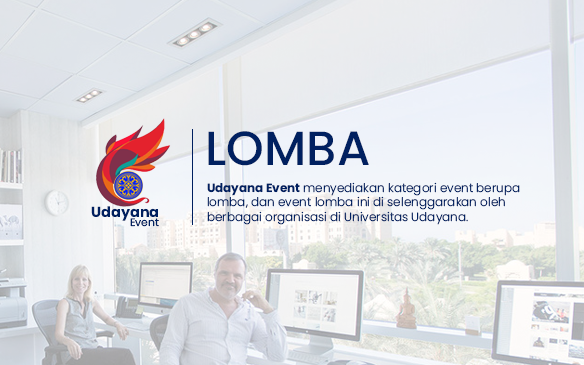 LOMBA
Udayana Event menyediakan kategori event berupa
lomba, dan event lomba ini di selenggarakan oleh
berbagai organisasi di Universitas Udayana.
Udayana
Event